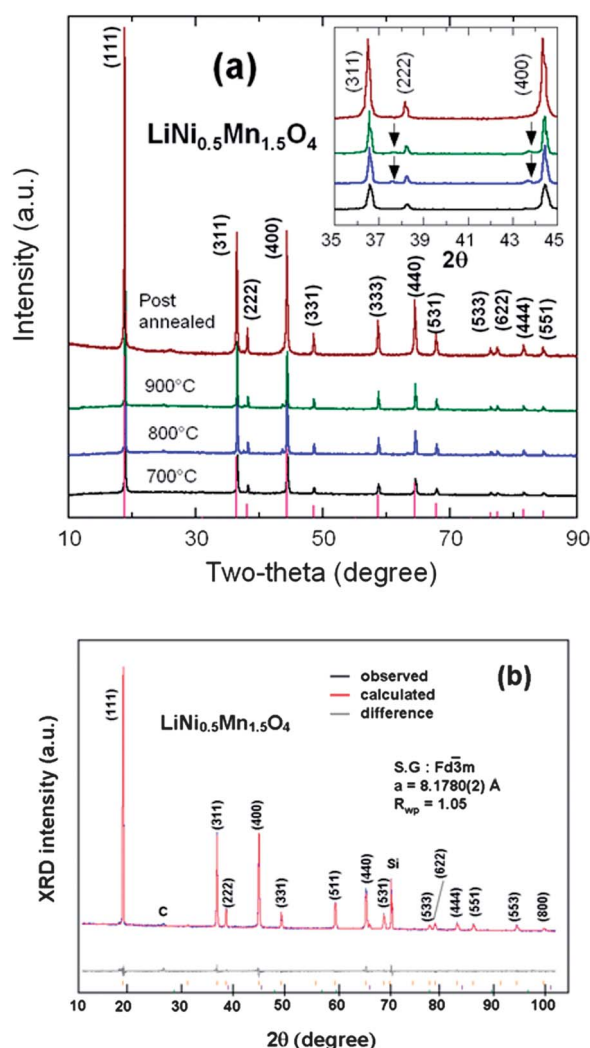 (a)
LiNi0.5Mn1.5O4
(111)
(311)
(222)
(400)
(331)
(333)
(440)
(531)
(533)
(622)
(444)
(551)
Post
annealed
900°C
800°C
700°C
Intensity (a.u.)
10 30 50 70 90
Two-theta (degree)
(311)
(222)
(400)
35 37 39 41 43 45
2θ
(b)
observed
calculated
difference
LiNi0.5Mn1.5O4
S.G : Fd3̅m
a = 8.1780(2) Å
Rwp = 1.05
(111)
C
(311)
(222)
(400)
(331)
(511)
(440)
(531)
Si
(533)
(622)
(444)
(551)
(553)
(800)
XRD intensity (a.u.)
10 20 30 40 50 60 70 80 90 100
2θ (degree)